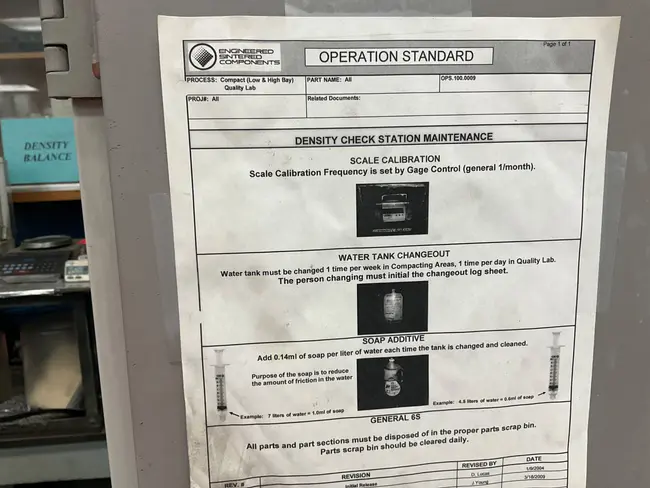 ENGINEERED
SINTERED
COMPONENTS
OPERATION STANDARD
Page 1 of 1
PROCESS: Compact (Low & High Bay)
Quality Lab
PART NAME: All
OPS.100.0009
PROJ#: All
Related Documents:
DENSITY CHECK STATION MAINTENANCE
DENSITY
BALANCE
SCALE CALIBRATION
Scale Calibration Frequency is set by Gage Control (general 1/month).
WATER TANK CHANGEOUT
Water tank must be changed 1 time per week in Compacting Areas, 1 time per day in Quality Lab.
The person changing must initial the changeout log sheet.
SOAP ADDITIVE
Add 0.14ml of soap per liter of water each time the tank is changed and cleaned.
Purpose of the soap is to reduce
the amount of friction in the water
Example: 7 liters of water = 1.0ml of soap
Example: 4.5 liters of water = 0.6ml of soap
GENERAL 6S
All parts and part sections must be disposed of in the proper parts scrap bin.
Parts scrap bin should be cleared daily.
REV. #
REVISION
REVISED BY
DATE
Initial Release
D. Lucas
1/9/2004
J.Young
3/18/2009